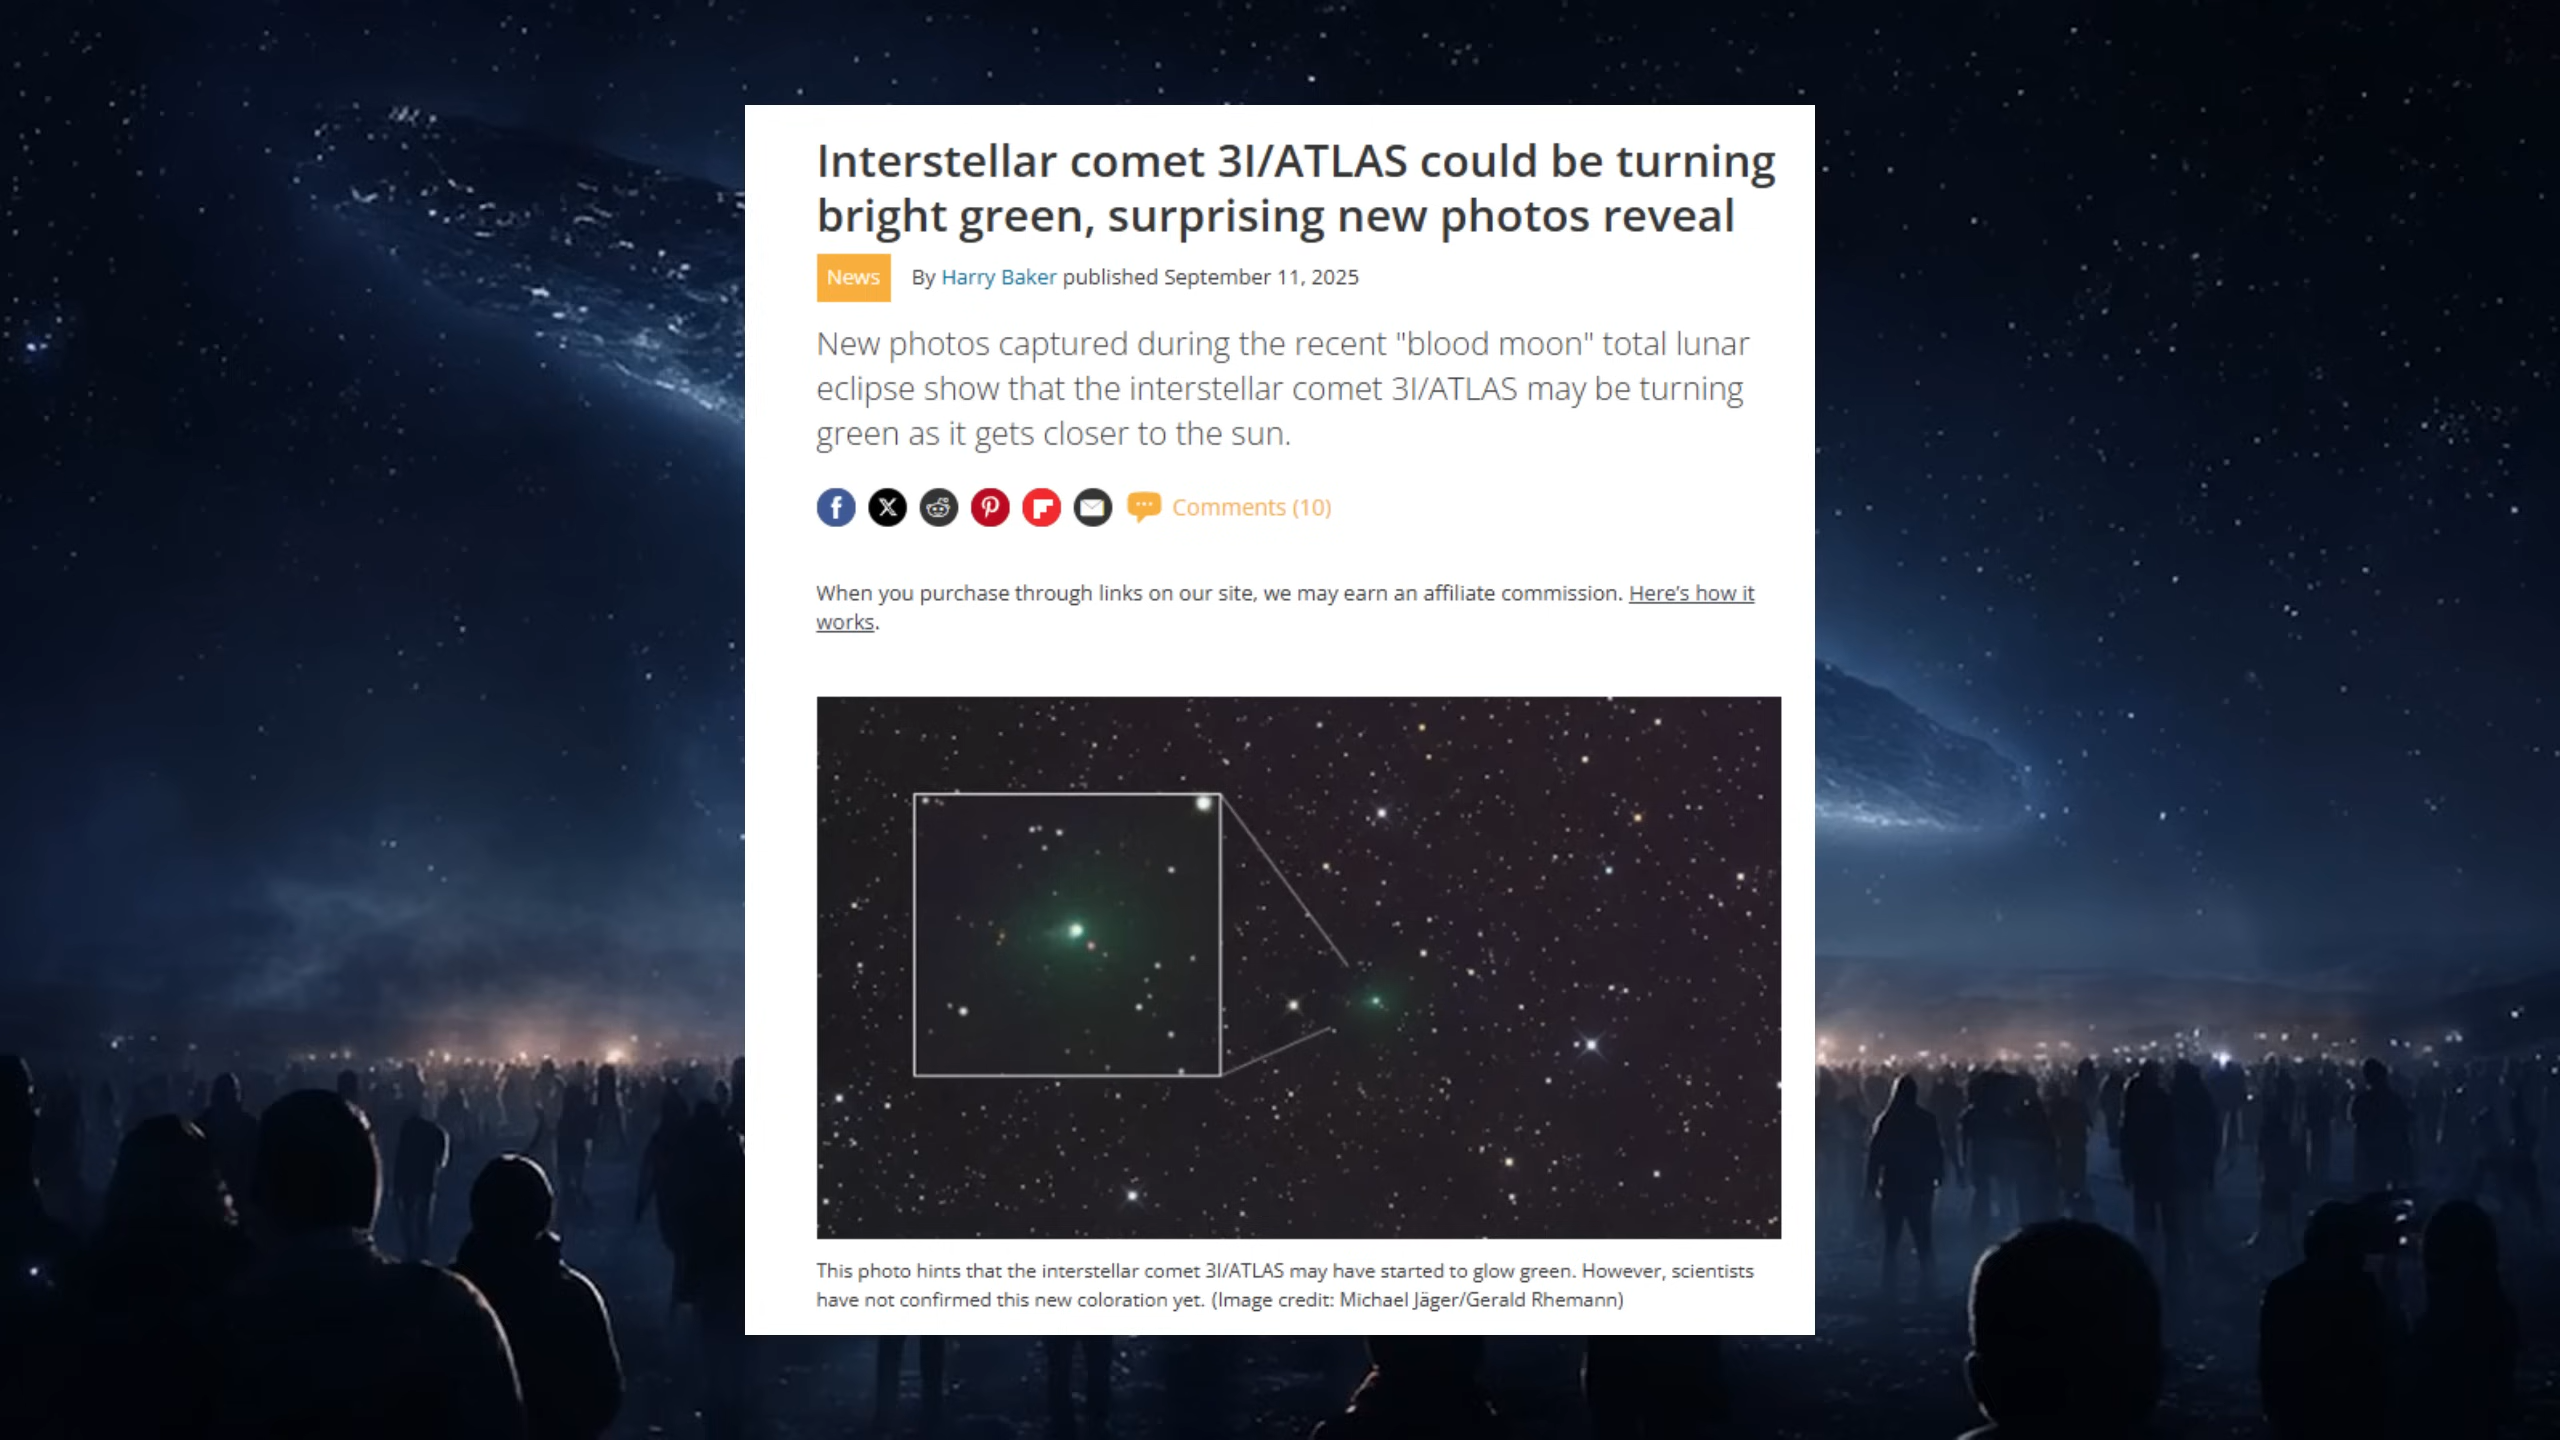 Interstellar comet 3I/ATLAS could be turning
bright green, surprising new photos reveal
News By Harry Baker published September 11, 2025
New photos captured during the recent "blood moon" total lunar
eclipse show that the interstellar comet 3I/ATLAS may be turning
green as it gets closer to the sun.
Comments (10)
When you purchase through links on our site, we may earn an affiliate commission. Here’s how it
works.
This photo hints that the interstellar comet 3I/ATLAS may have started to glow green. However, scientists
have not confirmed this new coloration yet. (Image credit: Michael Jäger/Gerald Rhemann)